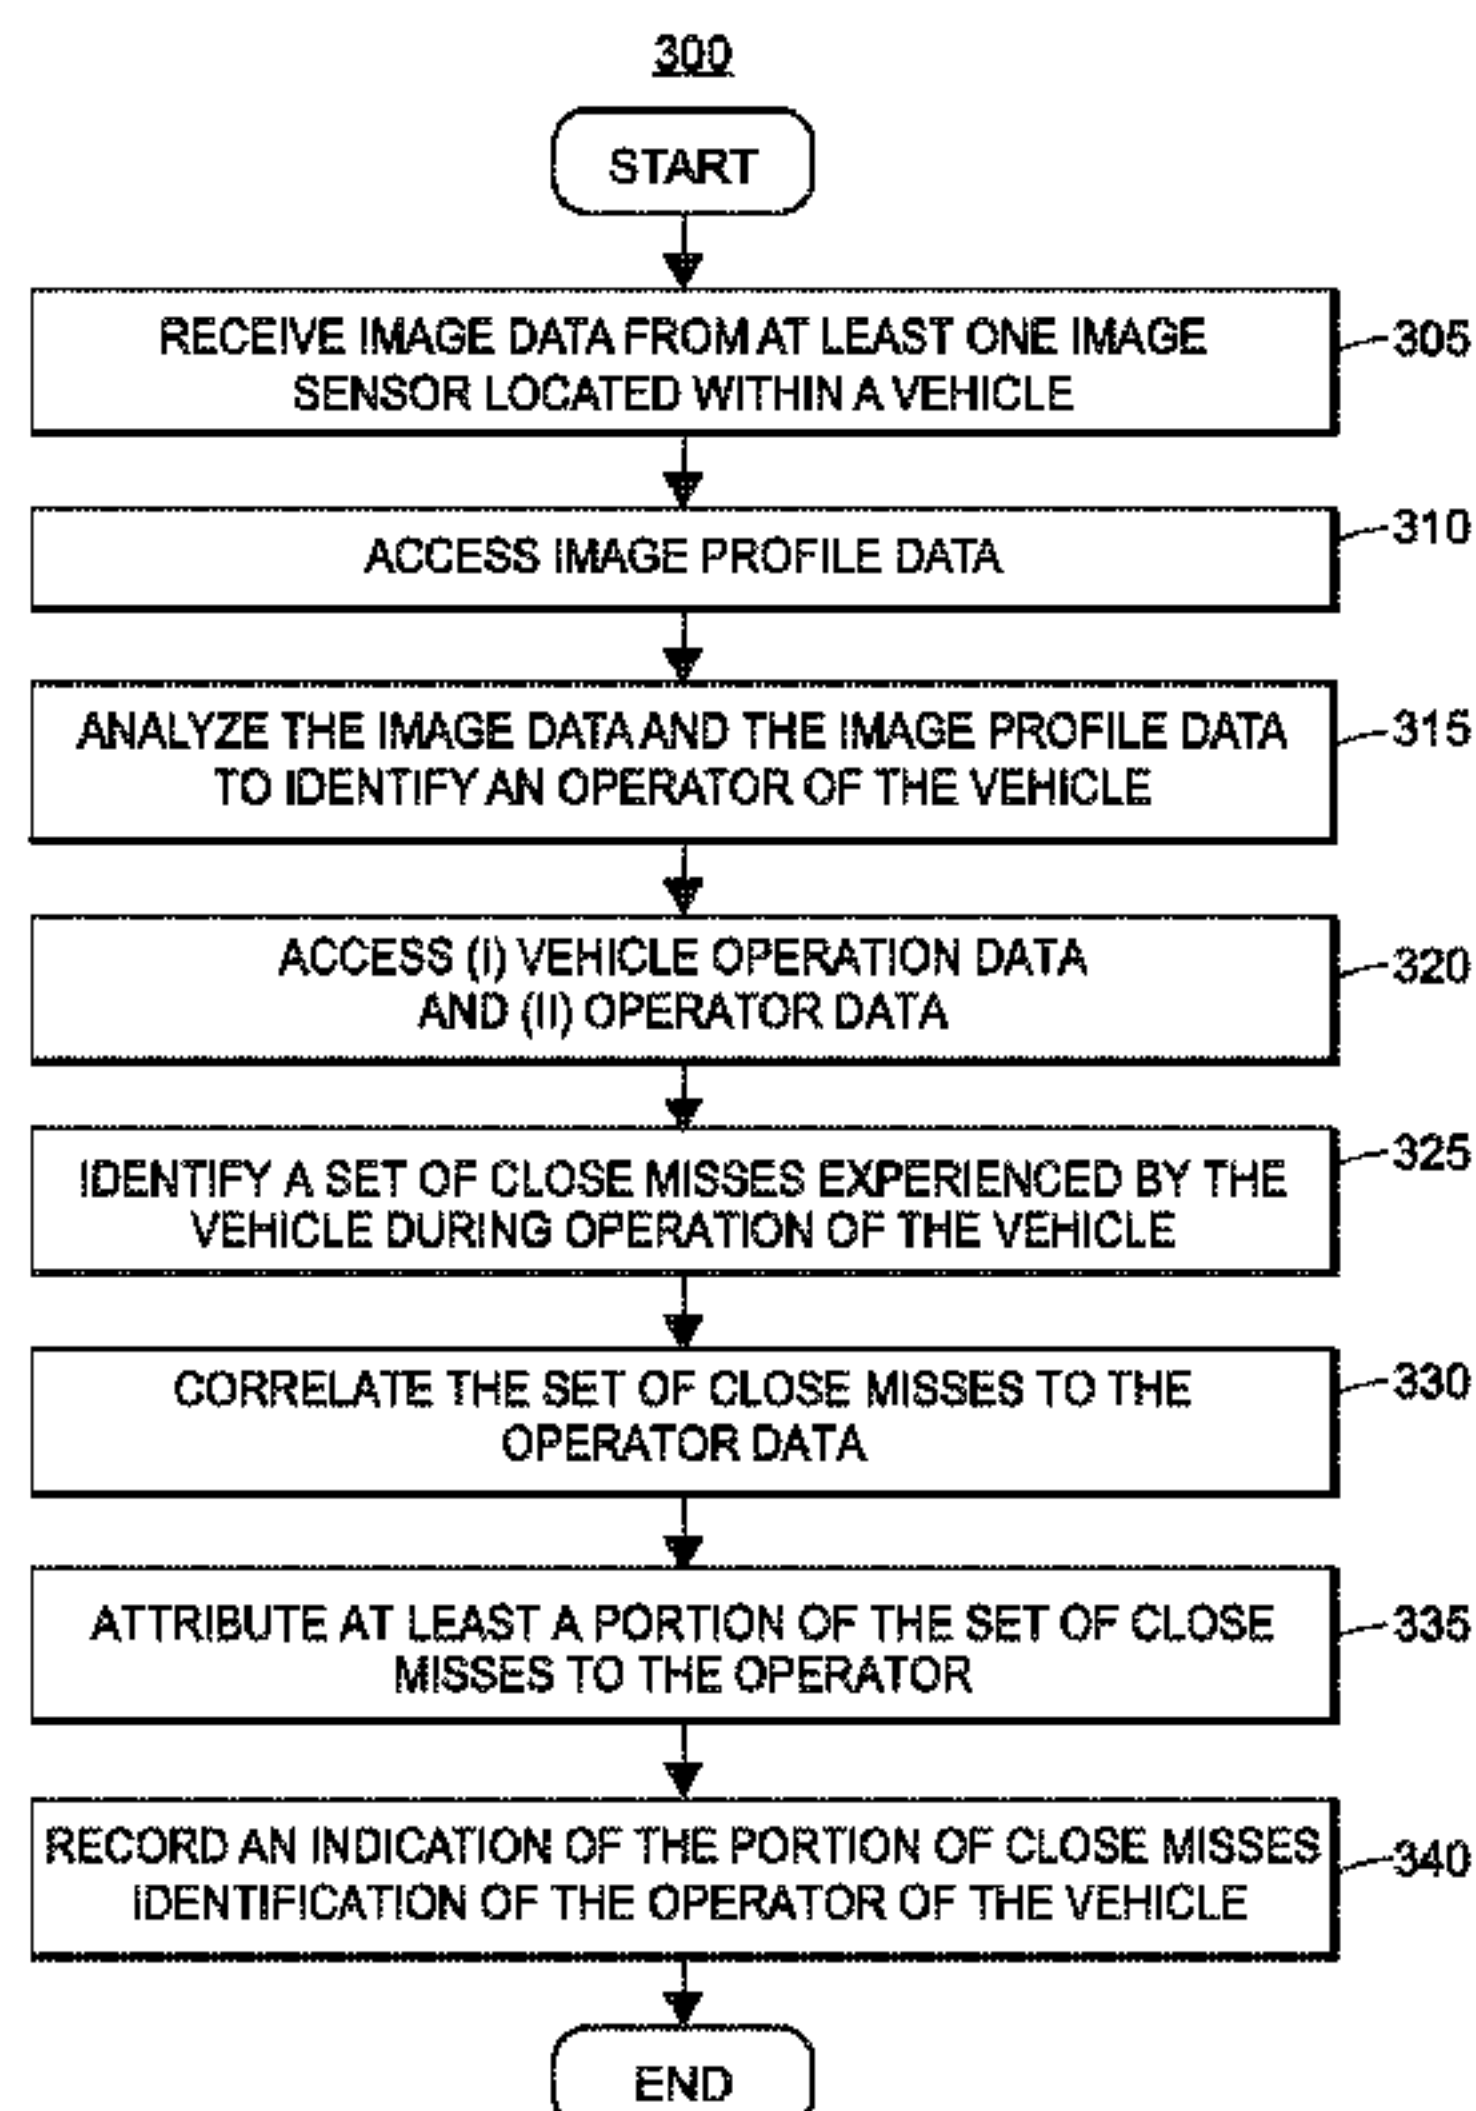 300
START
RECEIVE IMAGE DATA FROM AT LEAST ONE IMAGE
SENSOR LOCATED WITHIN A VEHICLE
305
ACCESS IMAGE PROFILE DATA
310
ANALYZE THE IMAGE DATA AND THE IMAGE PROFILE DATA
TO IDENTIFY AN OPERATOR OF THE VEHICLE
315
ACCESS (I) VEHICLE OPERATION DATA
AND (II) OPERATOR DATA
320
IDENTIFY A SET OF CLOSE MISSES EXPERIENCED BY THE
VEHICLE DURING OPERATION OF THE VEHICLE
325
CORRELATE THE SET OF CLOSE MISSES TO THE
OPERATOR DATA
330
ATTRIBUTE AT LEAST A PORTION OF THE SET OF CLOSE
MISSES TO THE OPERATOR
335
RECORD AN INDICATION OF THE PORTION OF CLOSE MISSES
IDENTIFICATION OF THE OPERATOR OF THE VEHICLE
340
END